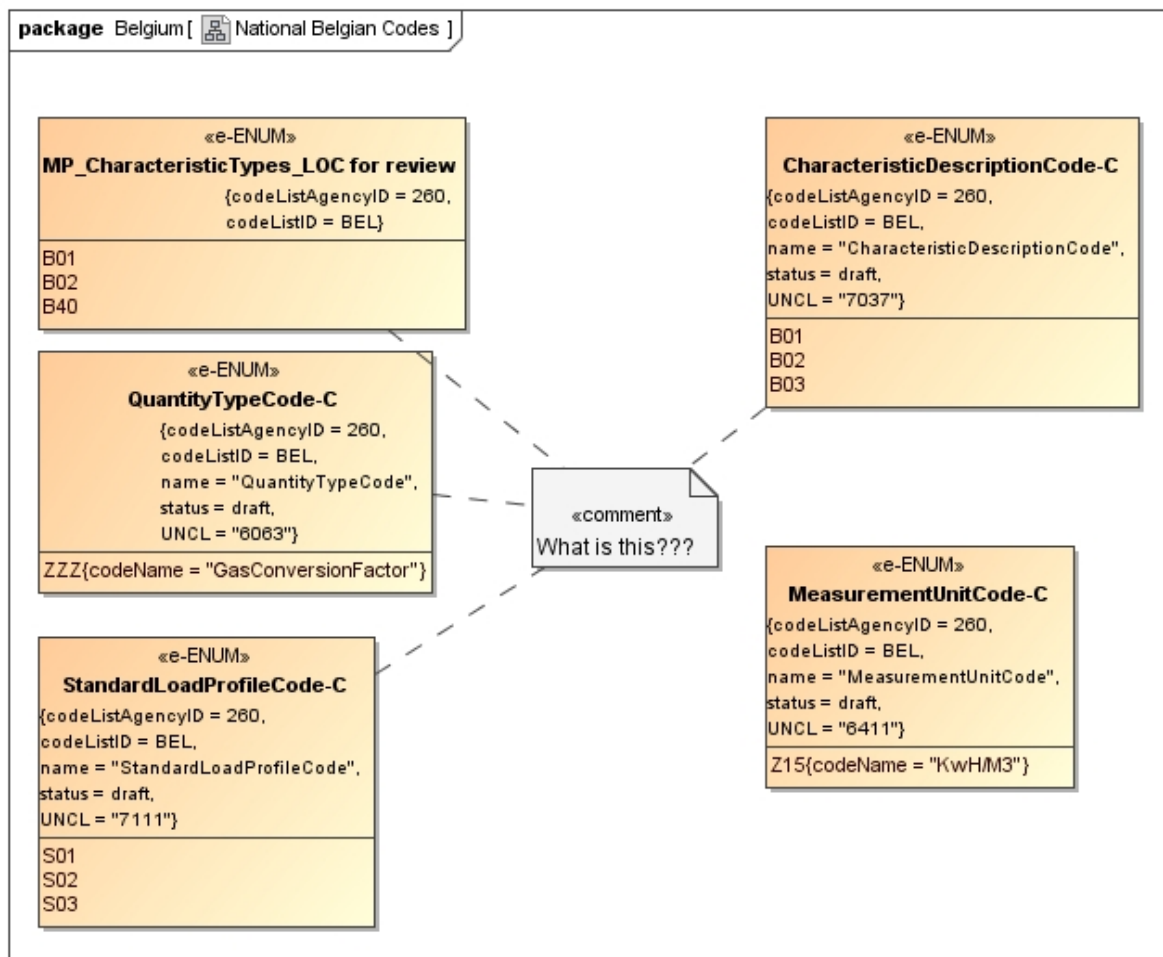 package Belgium [ National Belgian Codes ]
«e-ENUM»
MP_CharacteristicTypes_LOC for review
{codeListAgencyID = 260,
codeListID = BEL}
B01
B02
B40
«e-ENUM»
CharacteristicDescriptionCode-C
{codeListAgencyID = 260,
codeListID = BEL,
name = "CharacteristicDescriptionCode",
status = draft,
UNCL = "7037"}
B01
B02
B03
«e-ENUM»
QuantityTypeCode-C
{codeListAgencyID = 260,
codeListID = BEL,
name = "QuantityTypeCode",
status = draft,
UNCL = "6063"}
ZZZ{codeName = "GasConversionFactor"}
«comment»
What is this???
«e-ENUM»
MeasurementUnitCode-C
{codeListAgencyID = 260,
codeListID = BEL,
name = "MeasurementUnitCode",
status = draft,
UNCL = "6411"}
Z15{codeName = "KwH/M3"}
«e-ENUM»
StandardLoadProfileCode-C
{codeListAgencyID = 260,
codeListID = BEL,
name = "StandardLoadProfileCode",
status = draft,
UNCL = "7111"}
S01
S02
S03